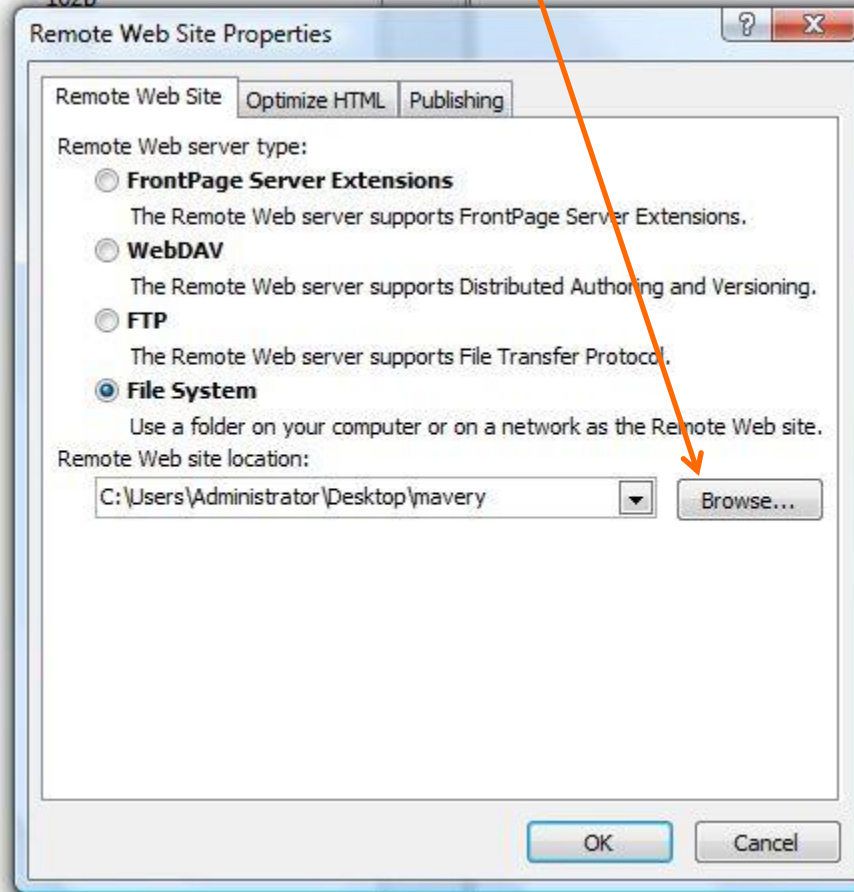 Remote Web Site Properties
Remote Web Site Optimize HTML Publishing
Remote Web server type:
FrontPage Server Extensions
The Remote Web server supports FrontPage Server Extensions.
WebDAV
The Remote Web server supports Distributed Authoring and Versioning.
FTP
The Remote Web server supports File Transfer Protocol.
File System
Use a folder on your computer or on a network as the Remote Web site.
Remote Web site location:
C:\Users\Administrator\Desktop\mavery Browse...
OK Cancel